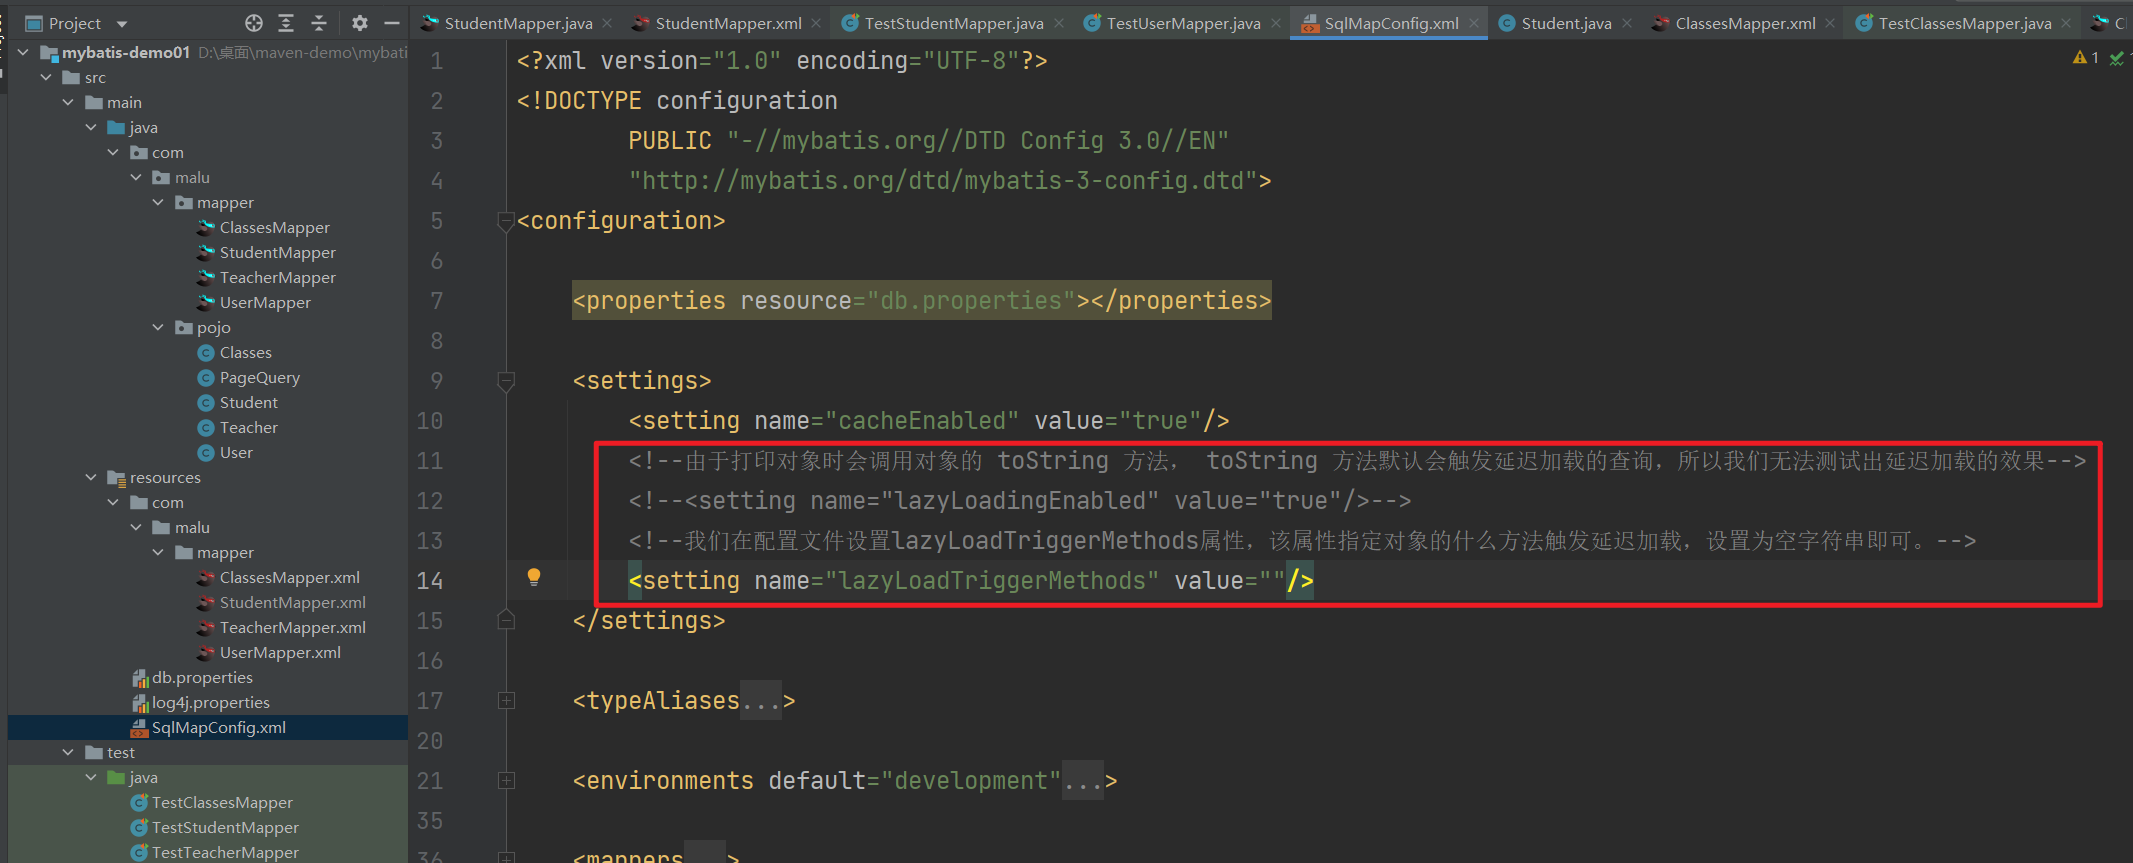 Project
StudentMapper.java
StudentMapper.xml
TestStudentMapper.java
TestUserMapper.java
SqlMapConfig.xml
Student.java
ClassesMapper.xml
TestClassesMapper.java
mybatis-demo01 D:\桌面\maven-demo\mybati
src
main
java
com
malu
mapper
ClassesMapper
StudentMapper
TeacherMapper
UserMapper
pojo
Classes
PageQuery
Student
Teacher
User
resources
com
malu
mapper
ClassesMapper.xml
StudentMapper.xml
TeacherMapper.xml
UserMapper.xml
db.properties
log4j.properties
SqlMapConfig.xml
test
java
TestClassesMapper
TestStudentMapper
TestTeacherMapper
1 <?xml version="1.0" encoding="UTF-8"?>
2 <!DOCTYPE configuration
3 PUBLIC "-//mybatis.org//DTD Config 3.0//EN"
4 "http://mybatis.org/dtd/mybatis-3-config.dtd">
5 <configuration>
6
7 <properties resource="db.properties"></properties>
8
9 <settings>
10 <setting name="cacheEnabled" value="true"/>
11 <!--由于打印对象时会调用对象的 toString 方法， toString 方法默认会触发延迟加载的查询，所以我们无法测试出延迟加载的效果-->
12 <!--<setting name="lazyLoadingEnabled" value="true"/>-->
13 <!--我们在配置文件设置lazyLoadTriggerMethods属性，该属性指定对象的什么方法触发延迟加载，设置为空字符串即可。-->
14 <setting name="lazyLoadTriggerMethods" value=""/>
15 </settings>
16
17 <typeAliases...>
20
21 <environments default="development"...>
35
36 <mappers...>
1